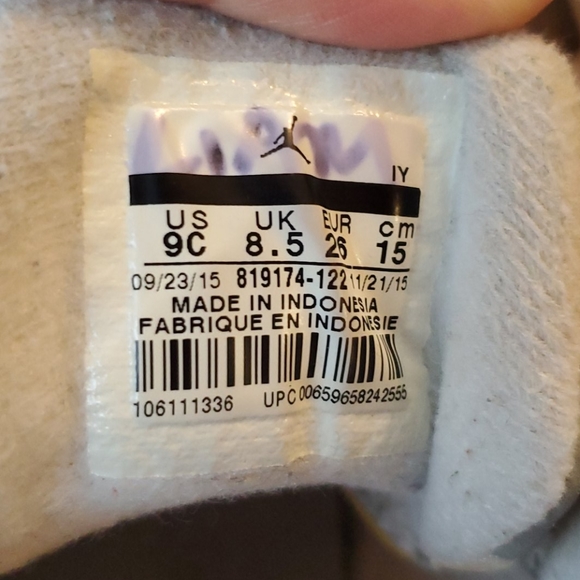 IY
US UK EUR cm
9C 8.5 26 15
09/23/15 819174-122 11/21/15
MADE IN INDONESIA
FABRIQUE EN INDONESIE
106111336 UPC 00659658242555